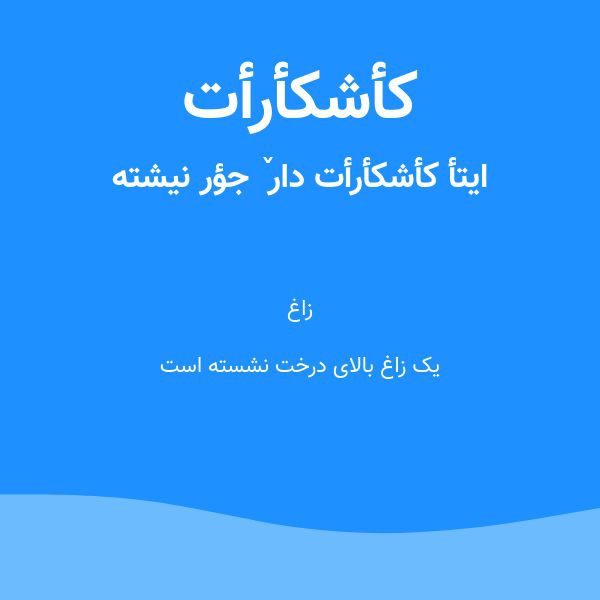 کأشکأرأت
ایتأ کأشکأرأت دارˇ جؤر نیشته
زاغ
یک زاغ بالای درخت نشسته است